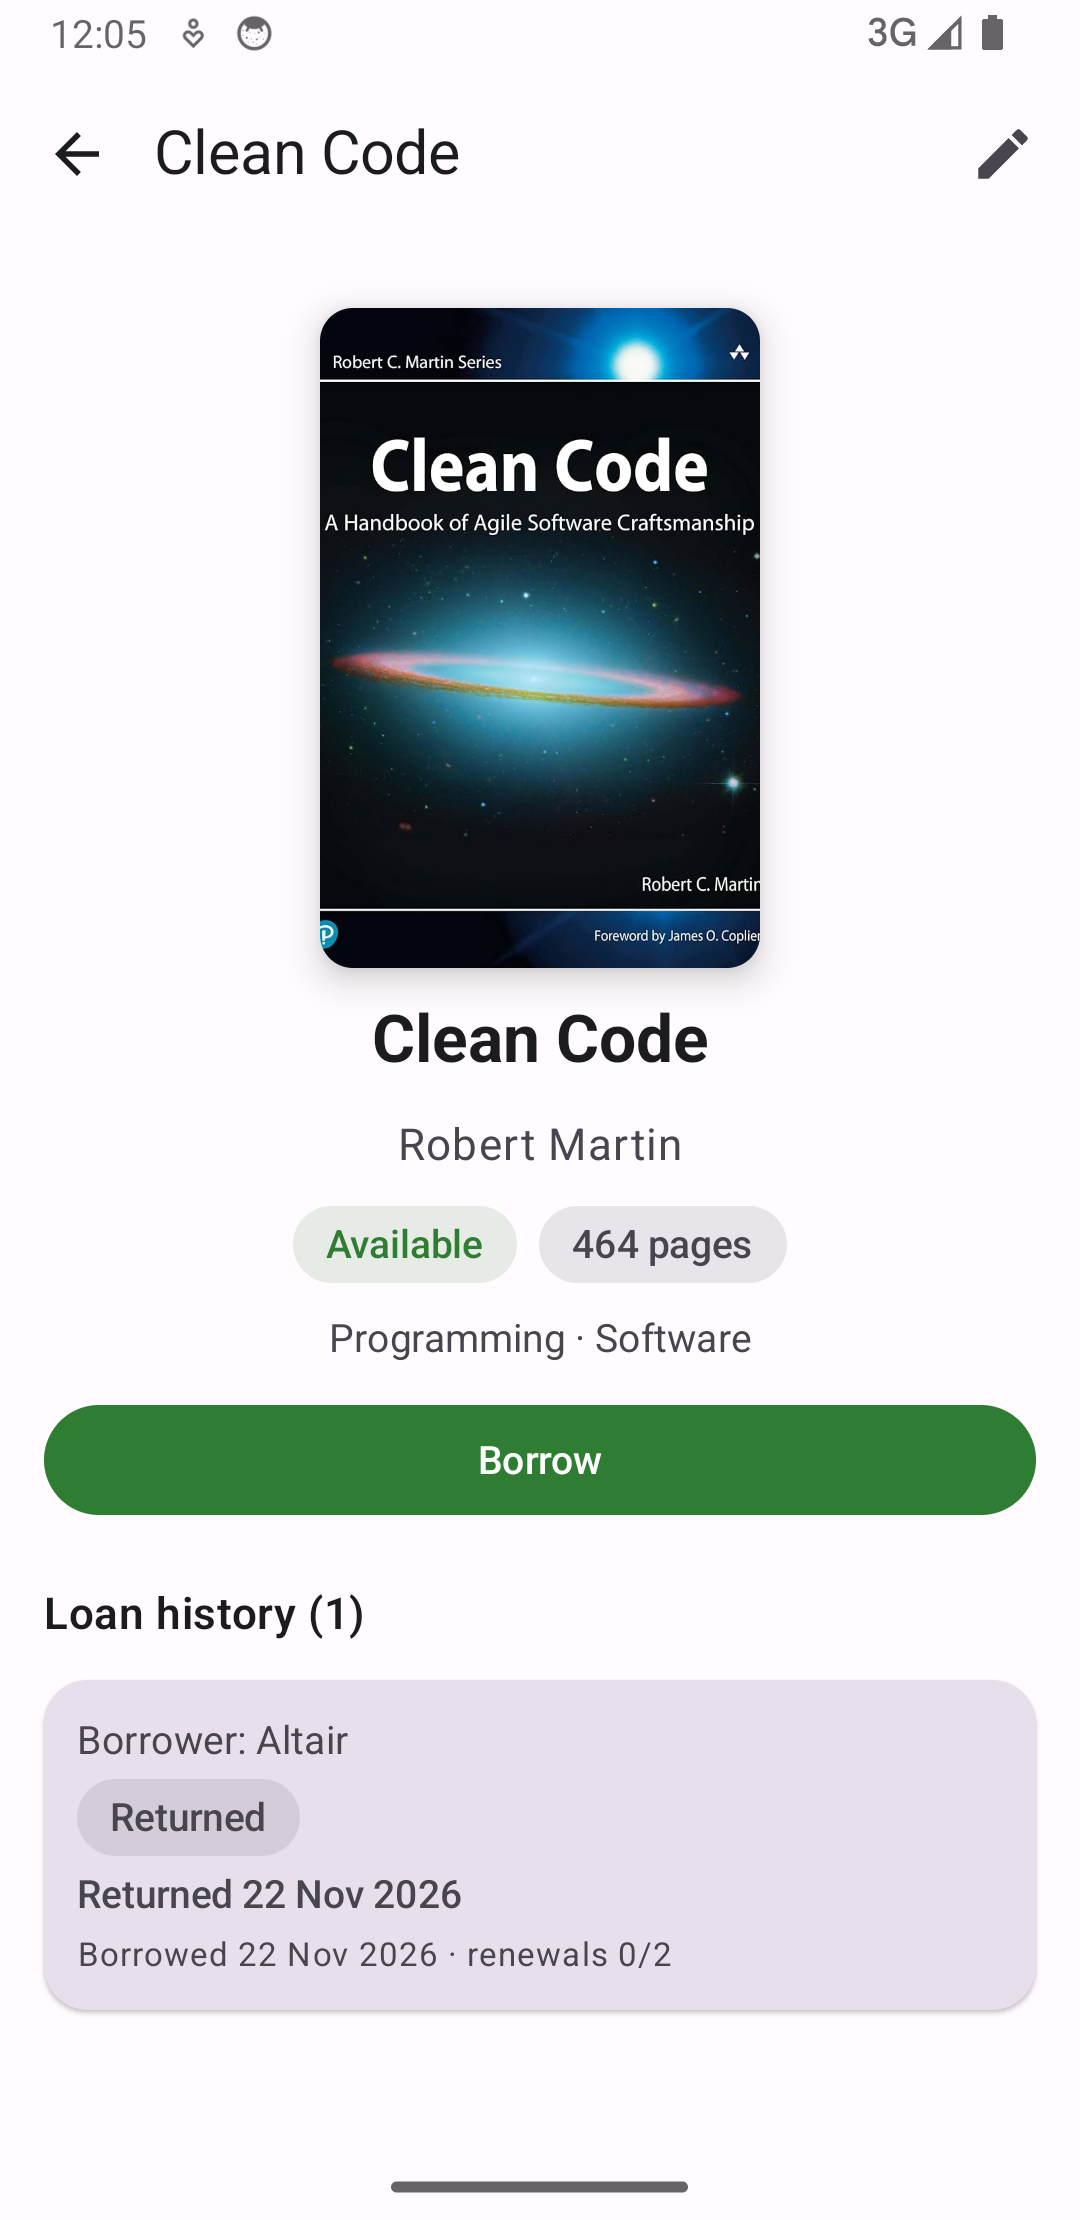 12:05
3G
Clean Code
Robert C. Martin Series
Clean Code
A Handbook of Agile Software Craftsmanship
Robert C. Martin
Foreword by James O. Coplien
Clean Code
Robert Martin
Available
464 pages
Programming · Software
Borrow
Loan history (1)
Borrower: Altair
Returned
Returned 22 Nov 2026
Borrowed 22 Nov 2026 · renewals 0/2